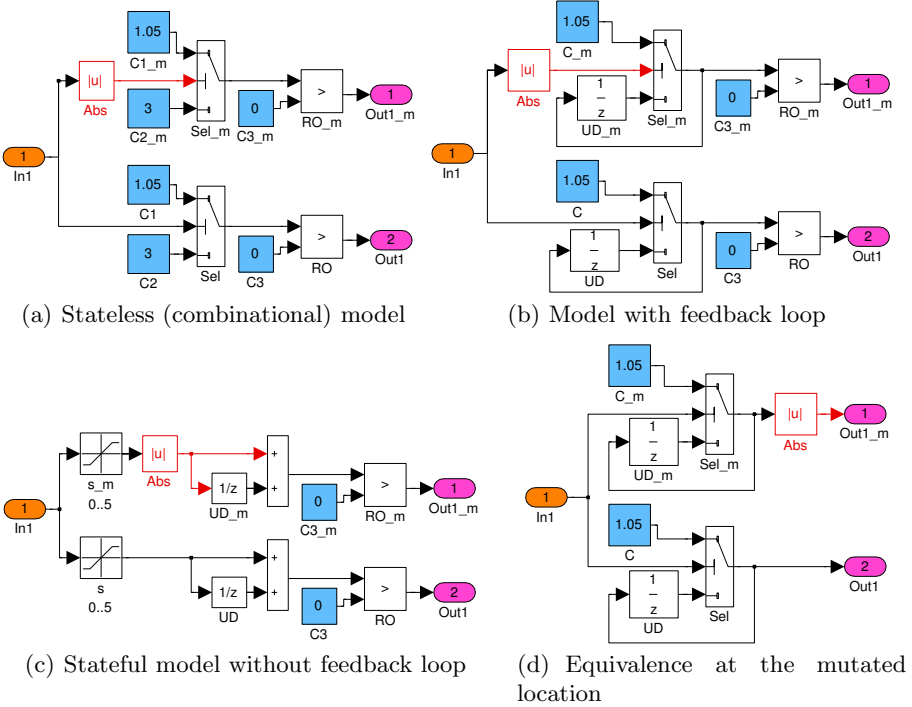 1.05
C1_m
|u|
Abs
3
C2_m
Sel_m
0
C3_m
>
RO_m
1
Out1_m
1
In1
1.05
C1
3
C2
Sel
0
C3
>
RO
2
Out1
(a) Stateless (combinational) model
1.05
C_m
|u|
Abs
1
z
UD_m
Sel_m
0
C3_m
>
RO_m
1
Out1_m
1
In1
1.05
C
1
z
UD
Sel
0
C3
>
RO
2
Out1
(b) Model with feedback loop
s_m
0..5
|u|
Abs
1/z
UD_m
+
+
0
C3_m
>
RO_m
1
Out1_m
1
In1
s
0..5
1/z
UD
+
+
0
C3
>
RO
2
Out1
(c) Stateful model without feedback loop
1.05
C_m
1
z
UD_m
Sel_m
|u|
Abs
1
Out1_m
1
In1
1.05
C
1
z
UD
Sel
2
Out1
(d) Equivalence at the mutated
location